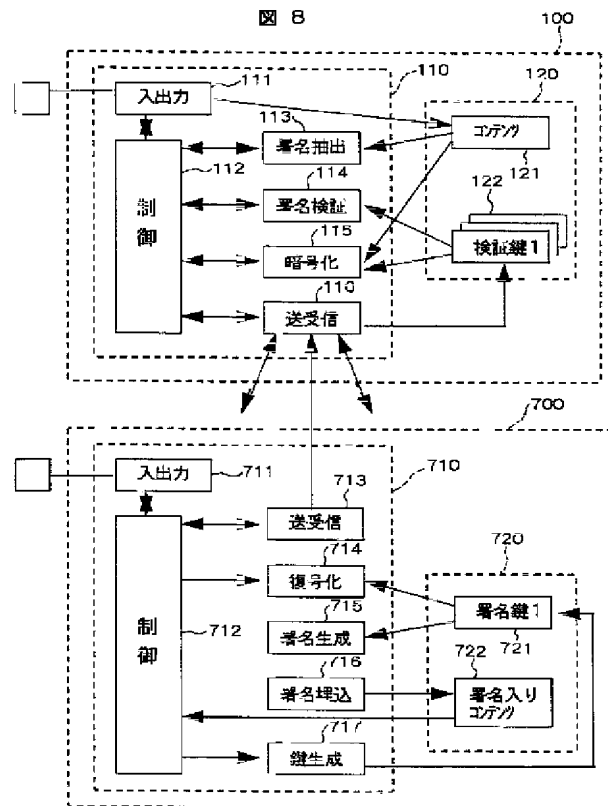 図 8
100
入出力
111
110
120
113
署名抽出
コンテンツ
121
112
制御
114
署名検証
122
検証鍵1
115
暗号化
110
送受信
700
入出力
711
710
713
送受信
720
714
復号化
署名鍵1
721
制御
712
715
署名生成
722
署名入り
コンテンツ
716
署名埋込
717
鍵生成